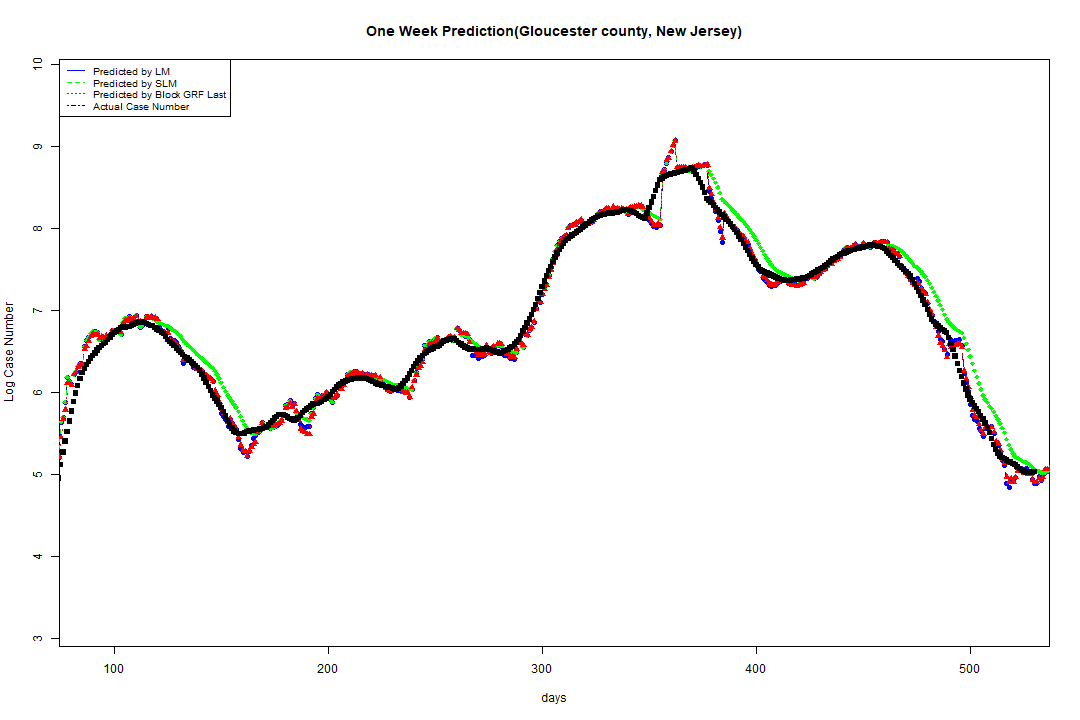 One Week Prediction(Gloucester county, New Jersey)
Predicted by LM
Predicted by SLM
Predicted by Block GRF Last
Actual Case Number
Log Case Number
10
9
8
7
6
5
4
3
100 200 300 400 500
days